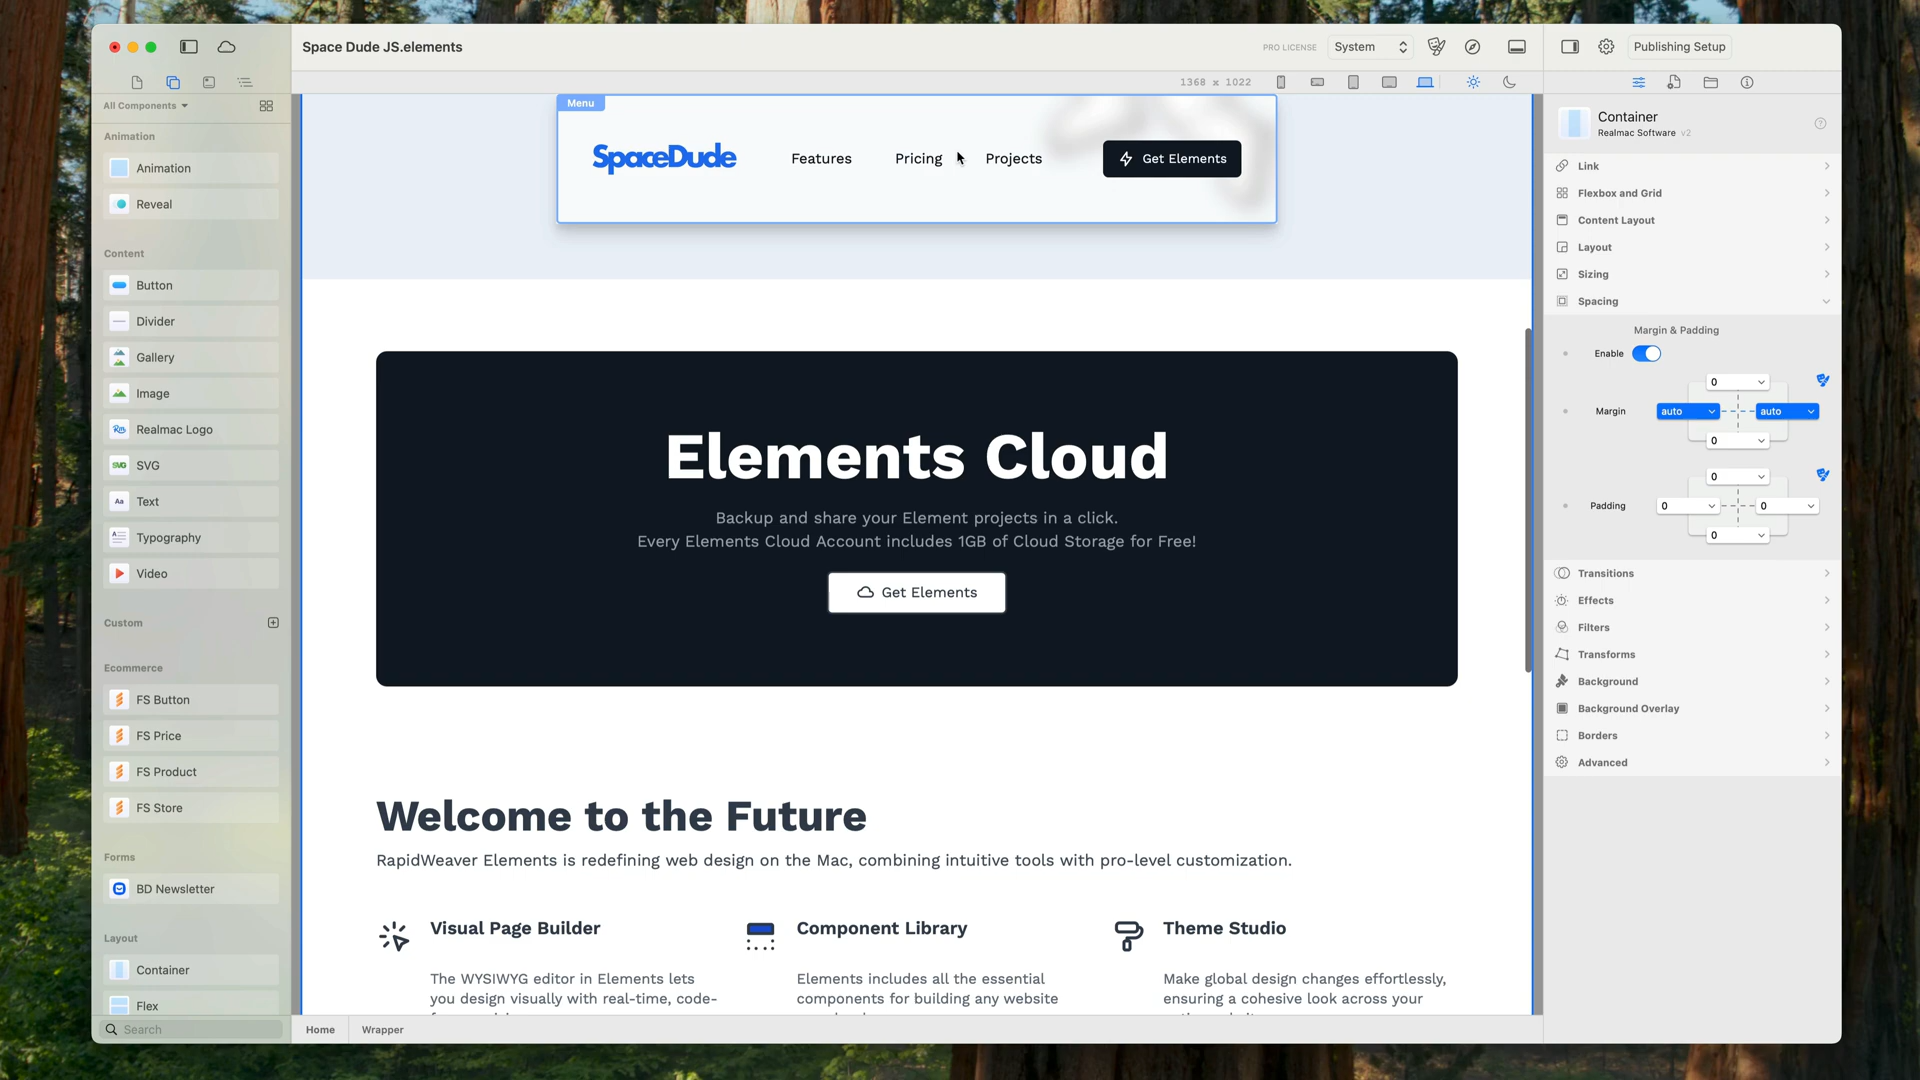 Space Dude JS.elements
PRO LICENSE
System
Publishing Setup
1368 x 1022
All Components
Animation
Animation
Reveal
Content
Button
Divider
Gallery
Image
Realmac Logo
SVG
SVG
Aa
Text
Typography
Video
Custom
Ecommerce
FS Button
FS Price
FS Product
FS Store
Forms
BD Newsletter
Layout
Container
Flex
Search
Menu
SpaceDude
Features
Pricing
Projects
Get Elements
Elements Cloud
Backup and share your Element projects in a click.
Every Elements Cloud Account includes 1GB of Cloud Storage for Free!
Get Elements
Welcome to the Future
RapidWeaver Elements is redefining web design on the Mac, combining intuitive tools with pro-level customization.
Visual Page Builder
The WYSIWYG editor in Elements lets
you design visually with real-time, code-
Component Library
Elements includes all the essential
components for building any website
Theme Studio
Make global design changes effortlessly,
ensuring a cohesive look across your
Home
Wrapper
Container
Realmac Software v2
Link
Flexbox and Grid
Content Layout
Layout
Sizing
Spacing
Margin & Padding
Enable
0
Margin
auto
auto
0
0
Padding
0
0
0
Transitions
Effects
Filters
Transforms
Background
Background Overlay
Borders
Advanced